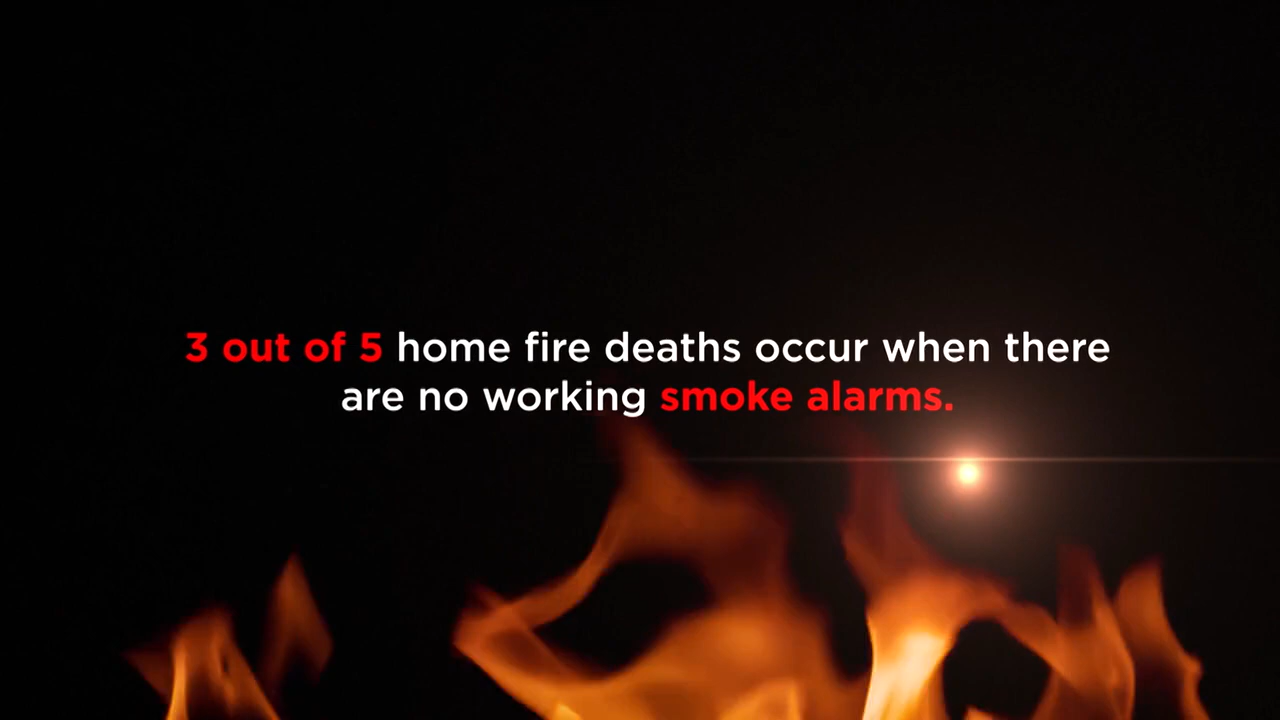 3 out of 5 home fire deaths occur when there
are no working smoke alarms.